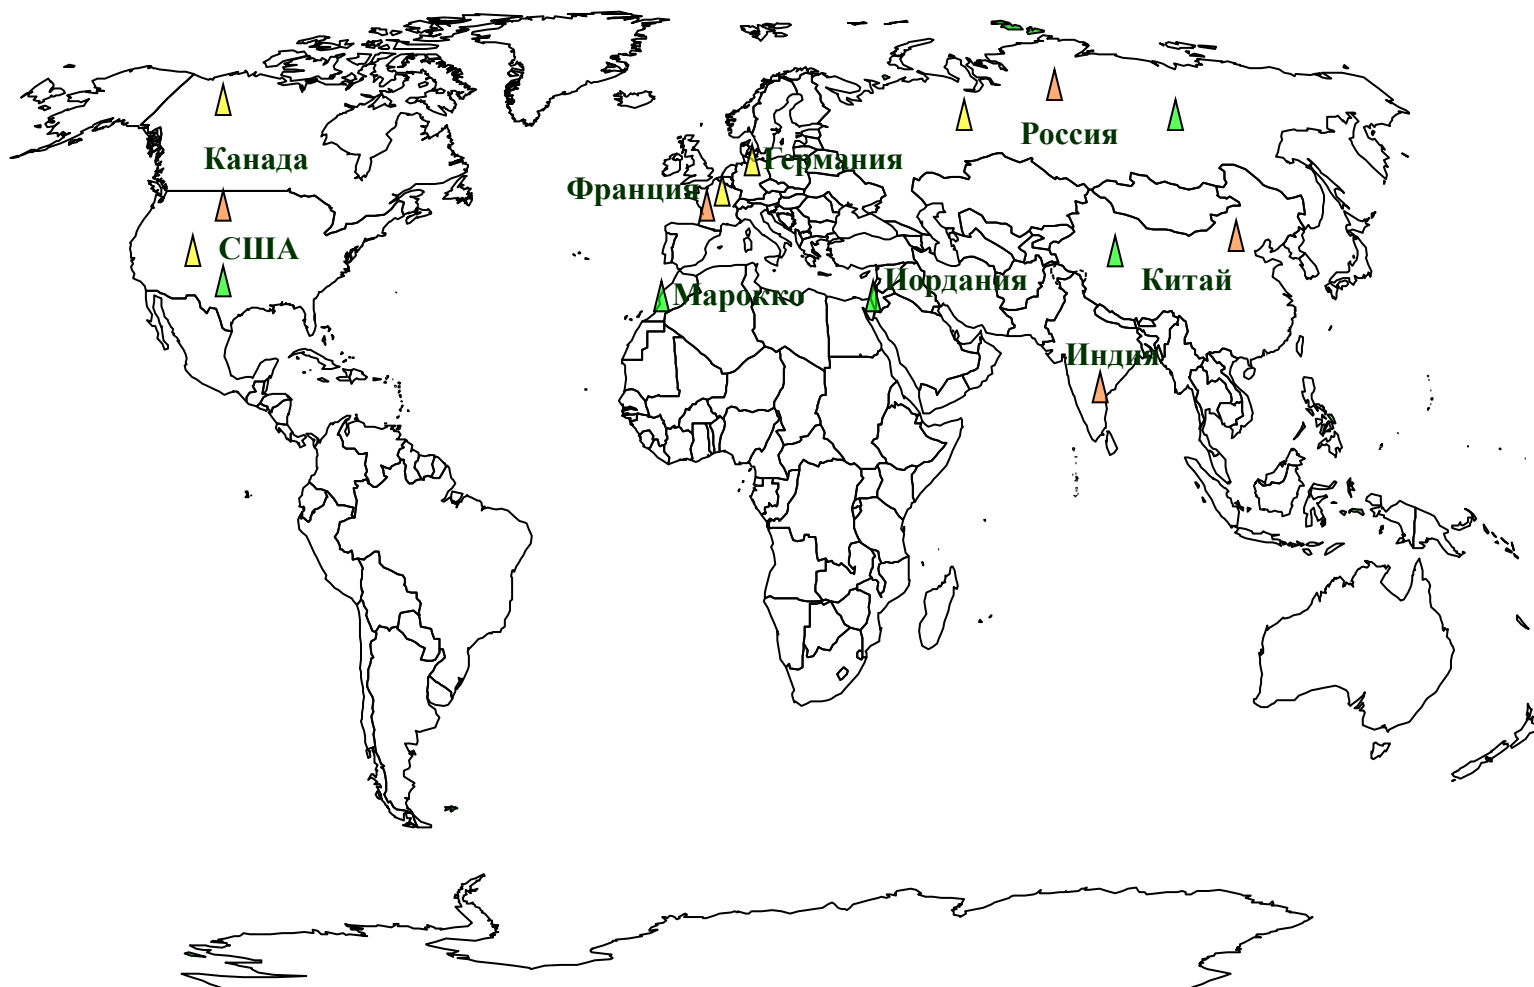 Россия
Канада
Германия
Франция
США
Марокко
Иордания
Китай
Индия